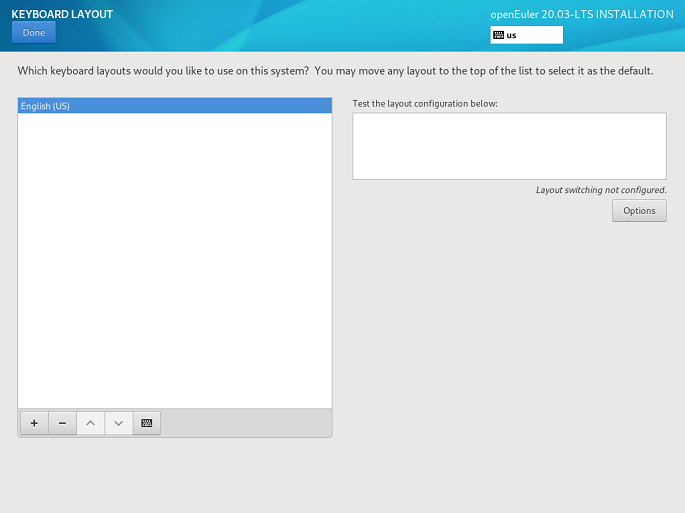 KEYBOARD LAYOUT
openEuler 20.03-LTS INSTALLATION
Done
us
Which keyboard layouts would you like to use on this system?  You may move any layout to the top of the list to select it as the default.
English (US)
Test the layout configuration below:
Layout switching not configured.
Options